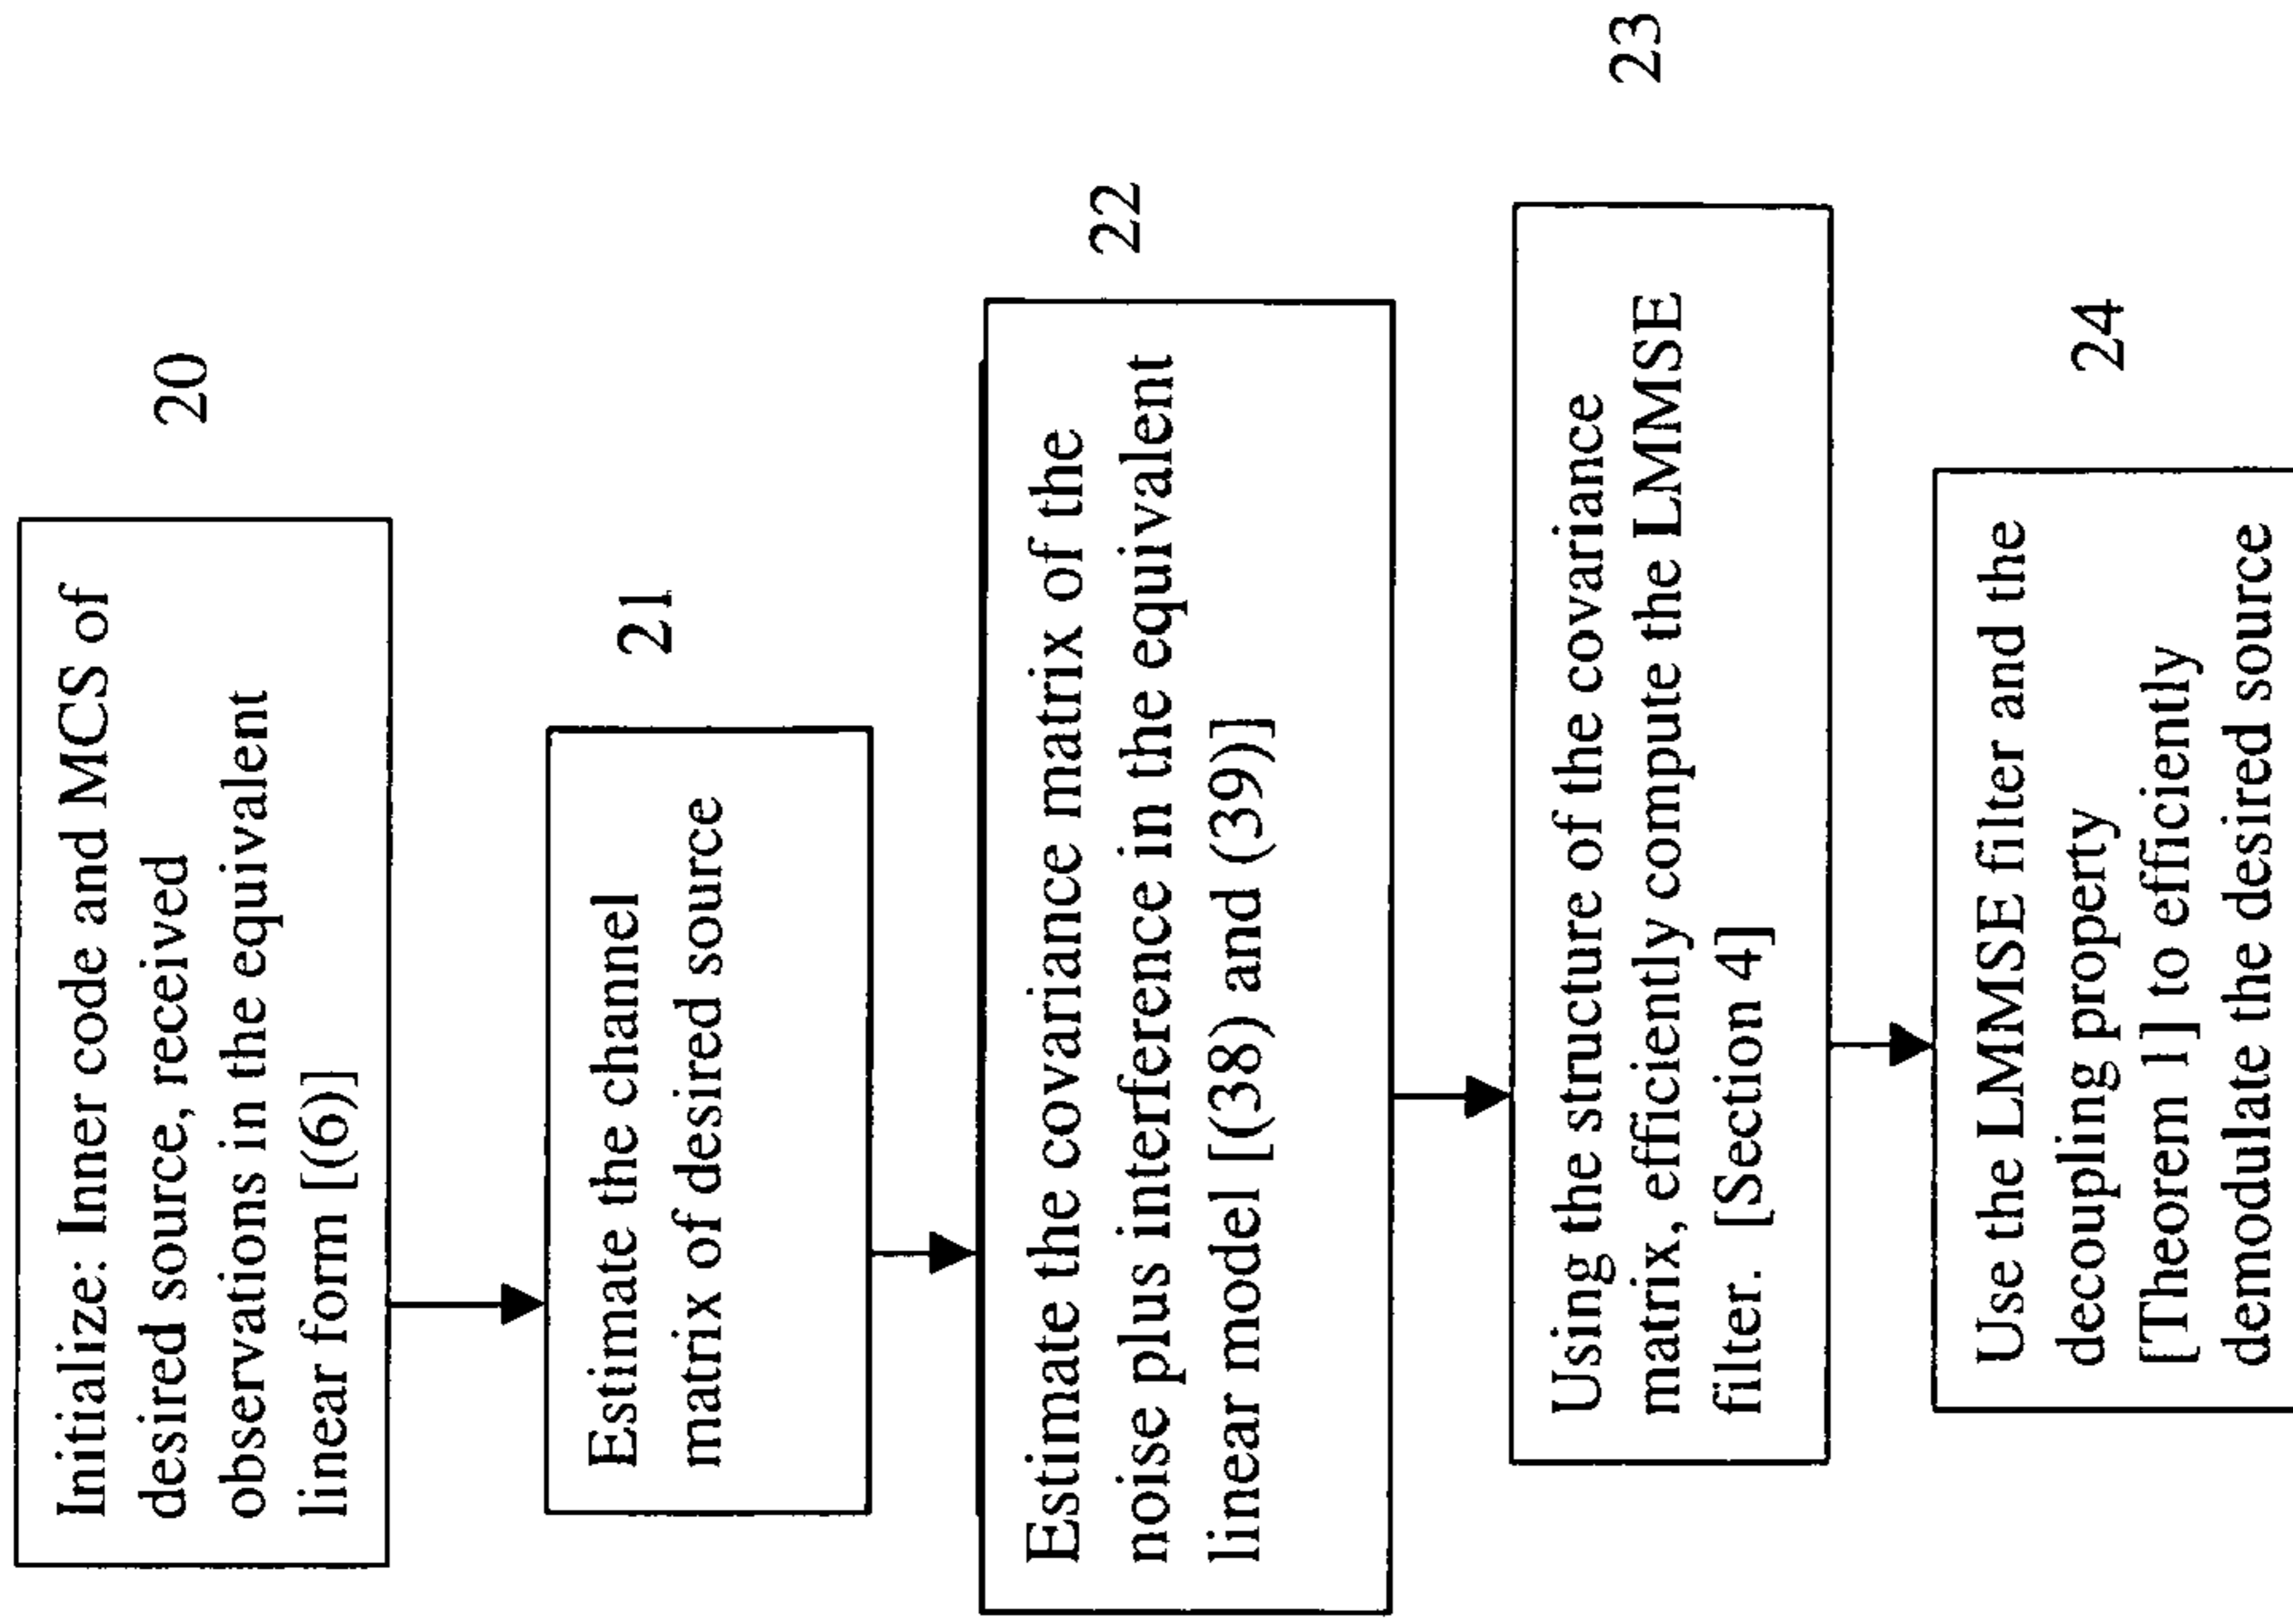 Initialize: Inner code and MCS of
desired source, received
observations in the equivalent
linear form [(6)]
20
Estimate the channel
matrix of desired source
21
Estimate the covariance matrix of the
noise plus interference in the equivalent
linear model [(38) and (39)]
22
Using the structure of the covariance
matrix, efficiently compute the LMMSE
filter. [Section 4]
23
Use the LMMSE filter and the
decoupling property
[Theorem 1] to efficiently
demodulate the desired source
24